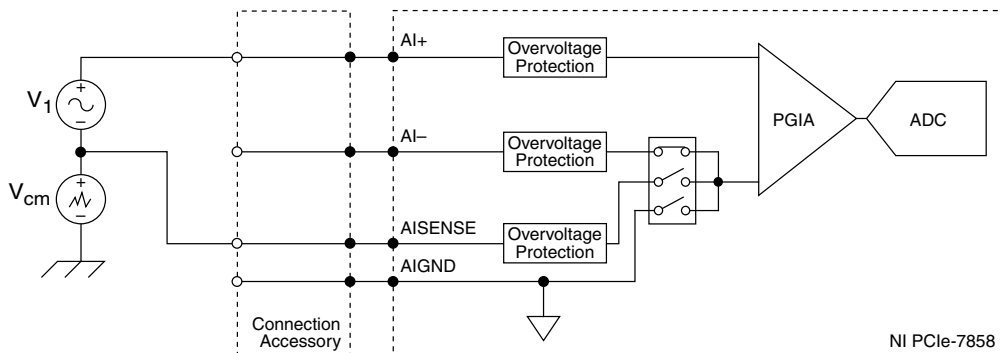 AI+
Overvoltage
Protection
+
V1
−
PGIA
ADC
AI−
Overvoltage
Protection
+
Vcm
−
AISENSE
Overvoltage
Protection
AIGND
Connection
Accessory
NI PCIe-7858